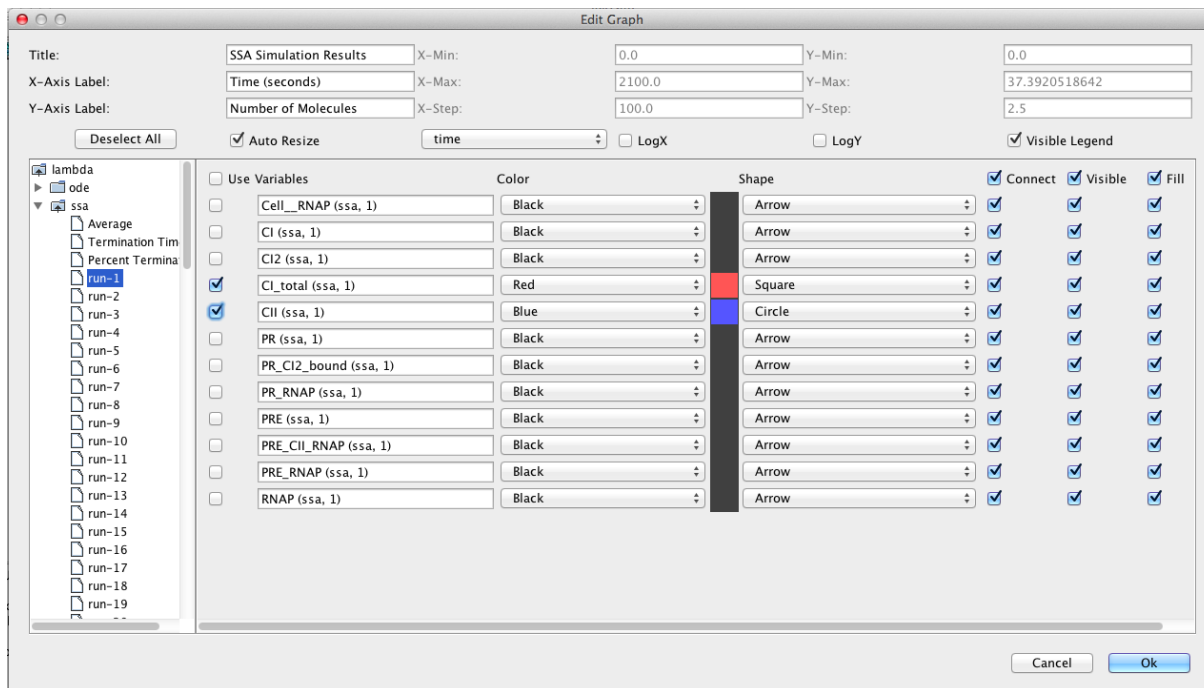 Edit Graph
Title: SSA Simulation Results X-Min: 0.0 Y-Min: 0.0
X-Axis Label: Time (seconds) X-Max: 2100.0 Y-Max: 37.3920518642
Y-Axis Label: Number of Molecules X-Step: 100.0 Y-Step: 2.5
Deselect All Auto Resize time LogX LogY Visible Legend
lambda
ode
ssa
Average
Termination Tim
Percent Termina
run-1
run-2
run-3
run-4
run-5
run-6
run-7
run-8
run-9
run-10
run-11
run-12
run-13
run-14
run-15
run-16
run-17
run-18
run-19
Use Variables Color Shape Connect Visible Fill
Cell__RNAP (ssa, 1) Black Arrow
CI (ssa, 1) Black Arrow
CI2 (ssa, 1) Black Arrow
CI_total (ssa, 1) Red Square
CII (ssa, 1) Blue Circle
PR (ssa, 1) Black Arrow
PR_CI2_bound (ssa, 1) Black Arrow
PR_RNAP (ssa, 1) Black Arrow
PRE (ssa, 1) Black Arrow
PRE_CII_RNAP (ssa, 1) Black Arrow
PRE_RNAP (ssa, 1) Black Arrow
RNAP (ssa, 1) Black Arrow
Cancel Ok